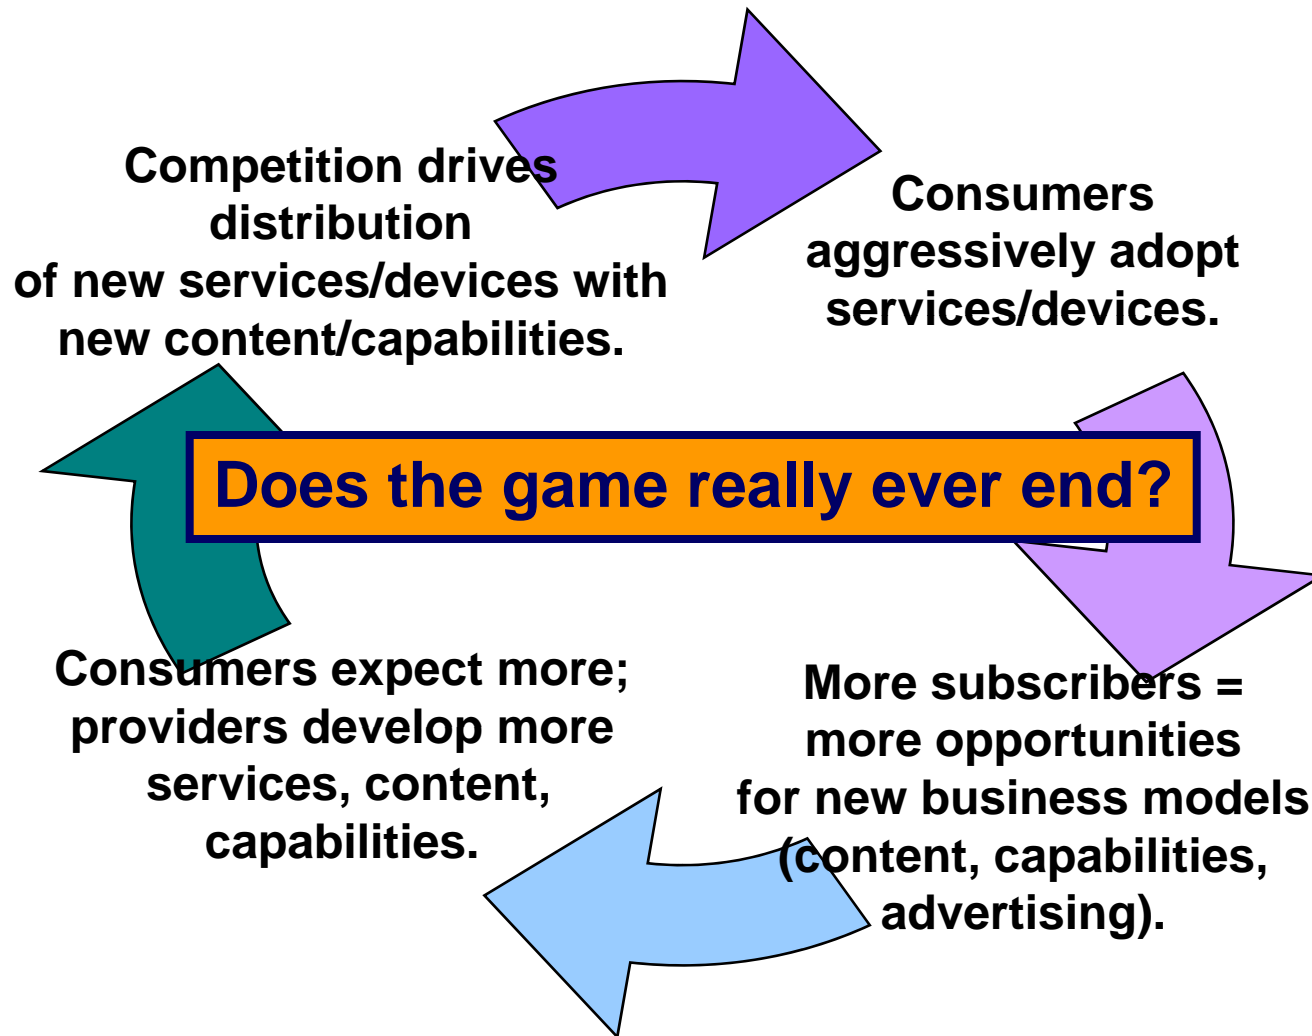 Competition drives
distribution
of new services/devices with
new content/capabilities.
Consumers
aggressively adopt
services/devices.
Does the game really ever end?
Consumers expect more;
providers develop more
services, content,
capabilities.
More subscribers =
more opportunities
for new business models
(content, capabilities,
advertising).